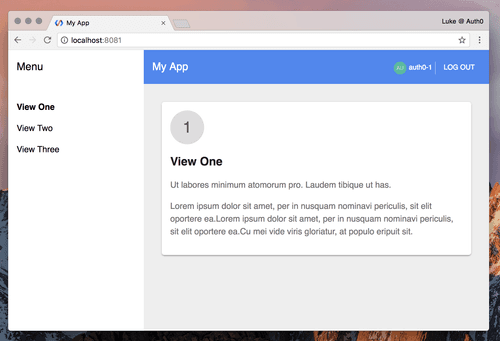 My App
Luke @ Auth0
localhost:8081
Menu
My App
auth0-1
LOG OUT
View One
View Two
View Three
1
View One
Ut labores minimum atomorum pro. Laudem tibique ut has.
Lorem ipsum dolor sit amet, per in nusquam nominavi periculis, sit elit
oportere ea.Lorem ipsum dolor sit amet, per in nusquam nominavi periculis,
sit elit oportere ea.Cu mei vide viris gloriatur, at populo eripuit sit.